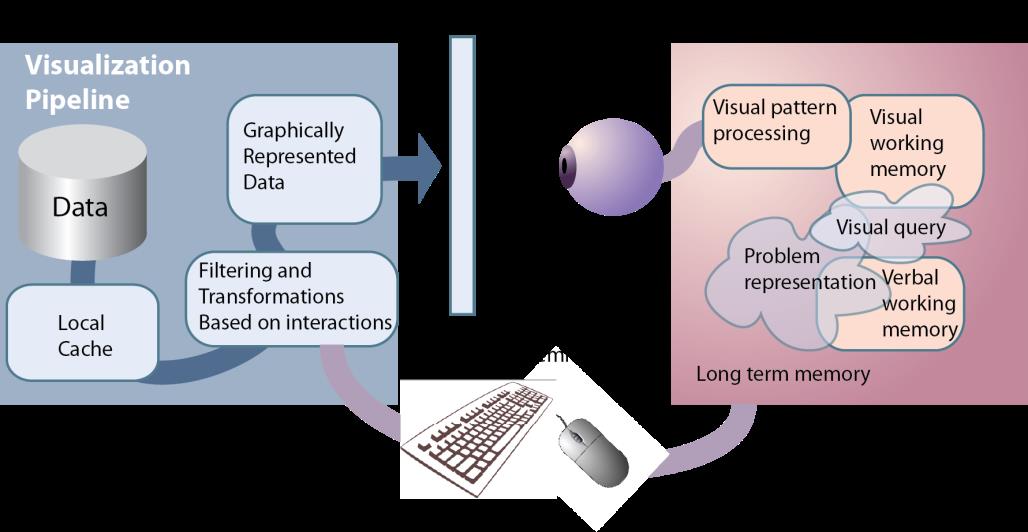 Visualization
Pipeline
Data
Local
Cache
Graphically
Represented
Data
Filtering and
Transformations
Based on interactions
Visual pattern
processing
Visual
working
memory
Visual query
Problem
representation
Verbal
working
memory
Long term memory